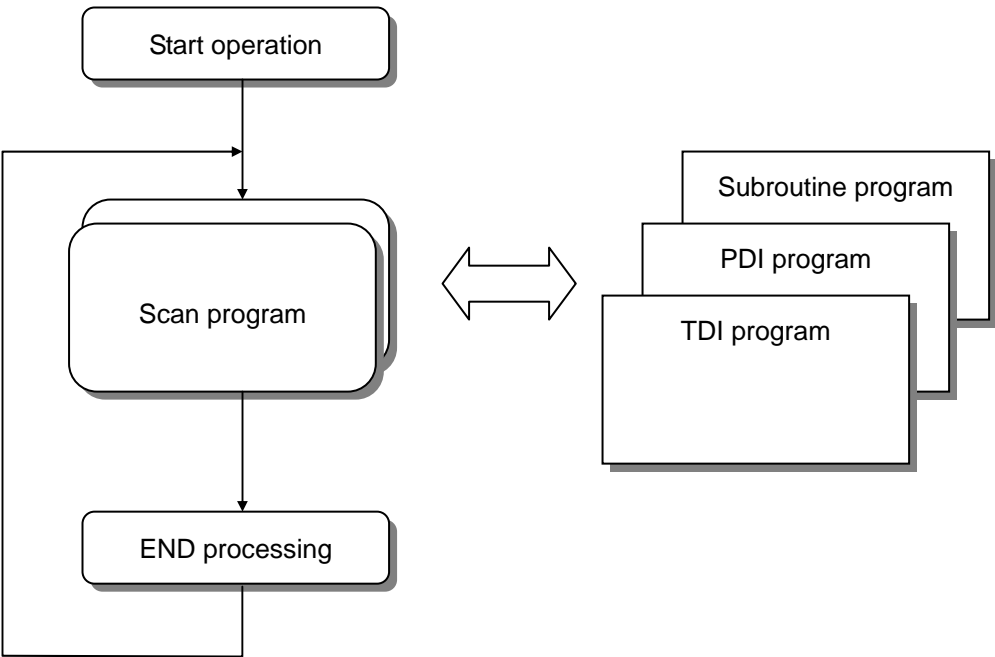 Start operation
Subroutine program
PDI program
Scan program
TDI program
END processing